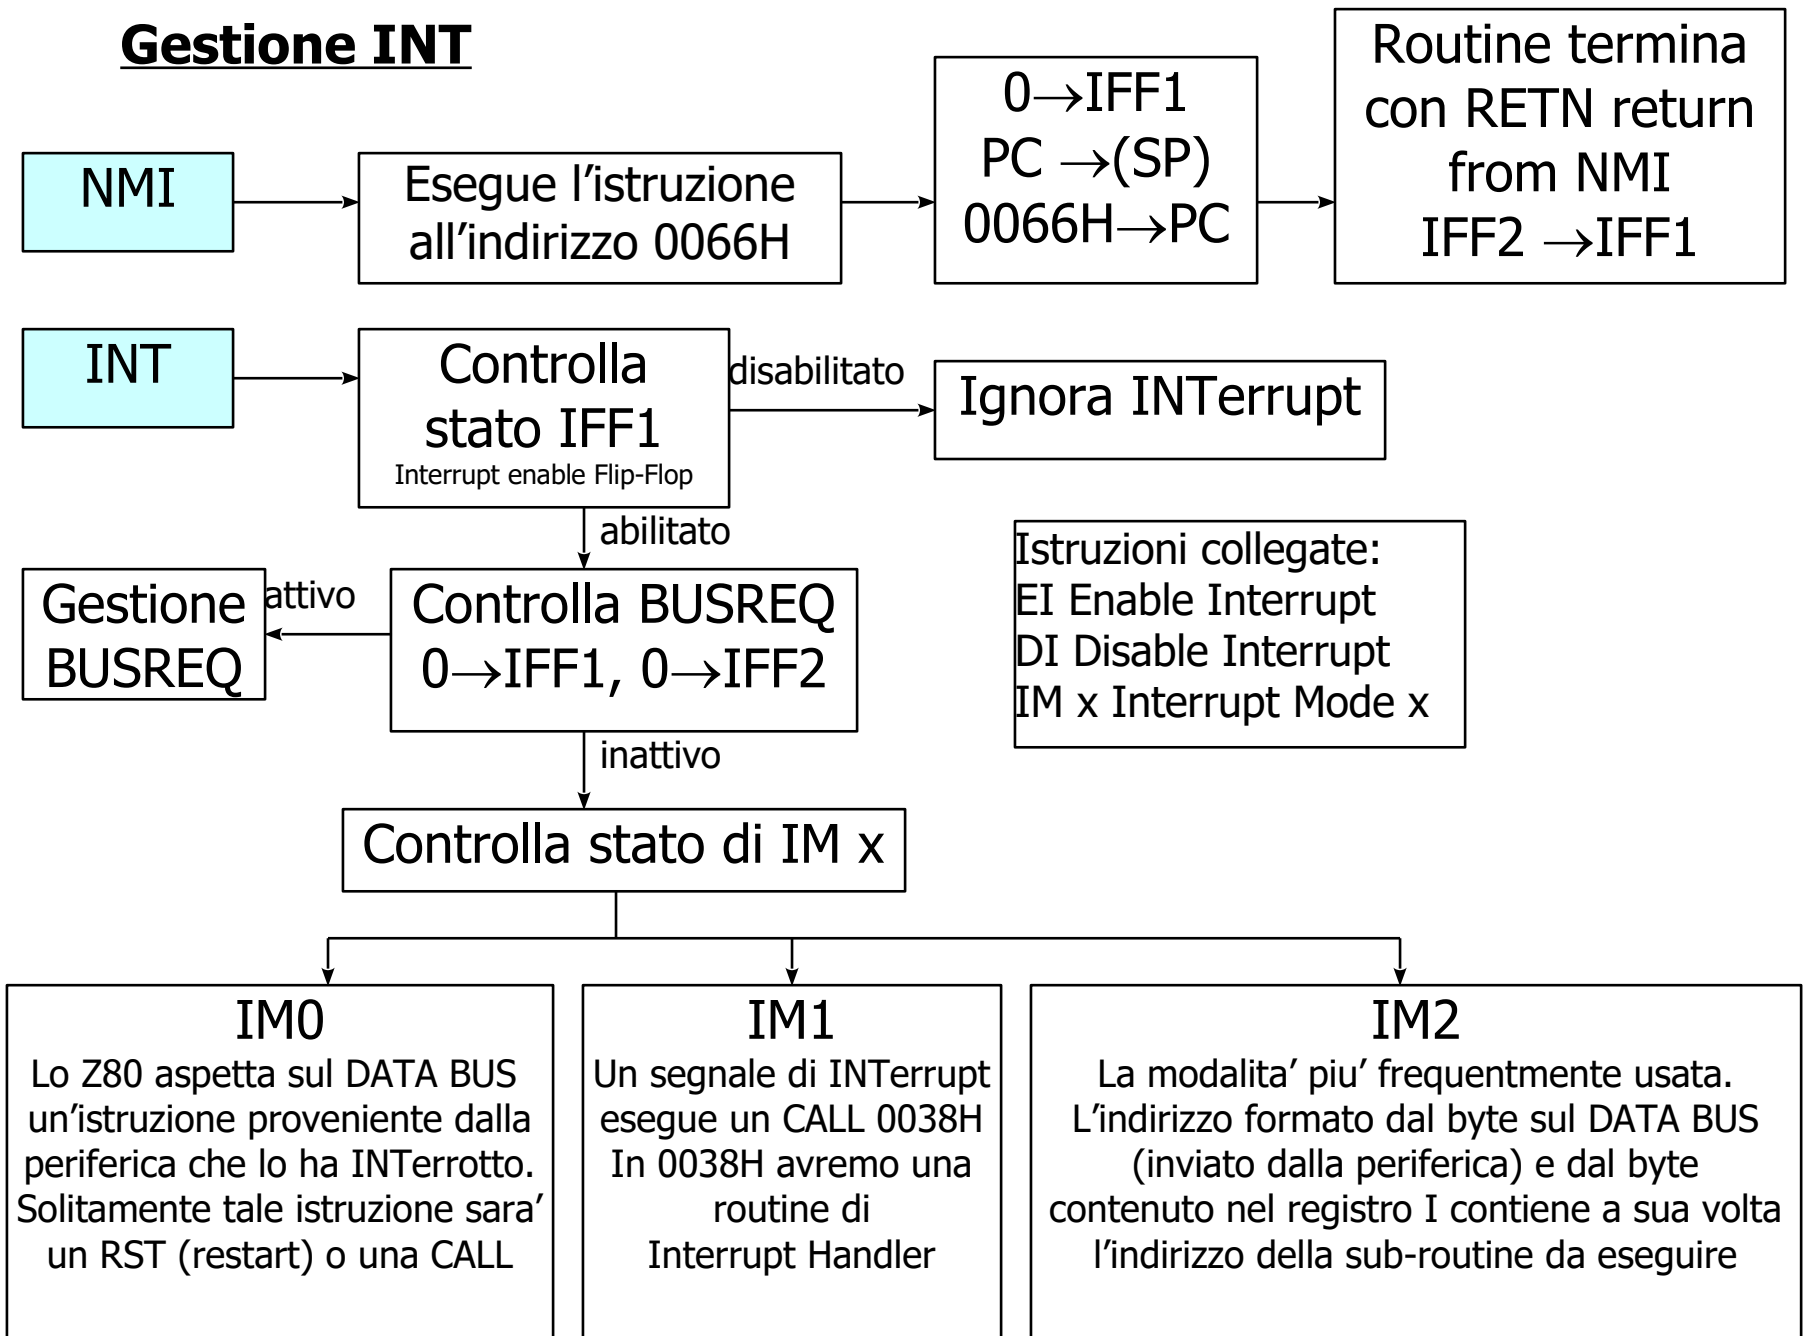 Gestione INT
NMI
Esegue l’istruzione
all’indirizzo 0066H
0→IFF1
PC →(SP)
0066H→PC
Routine termina
con RETN return
from NMI
IFF2 →IFF1
INT
Controlla
stato IFF1
Interrupt enable Flip-Flop
disabilitato
Ignora INTerrupt
abilitato
Gestione
BUSREQ
attivo
Controlla BUSREQ
0→IFF1, 0→IFF2
Istruzioni collegate:
EI Enable Interrupt
DI Disable Interrupt
IM x Interrupt Mode x
inattivo
Controlla stato di IM x
IM0
Lo Z80 aspetta sul DATA BUS
un’istruzione proveniente dalla
periferica che lo ha INTerrotto.
Solitamente tale istruzione sara’
un RST (restart) o una CALL
IM1
Un segnale di INTerrupt
esegue un CALL 0038H
In 0038H avremo una
routine di
Interrupt Handler
IM2
La modalita’ piu’ frequentmente usata.
L’indirizzo formato dal byte sul DATA BUS
(inviato dalla periferica) e dal byte
contenuto nel registro I contiene a sua volta
l’indirizzo della sub-routine da eseguire